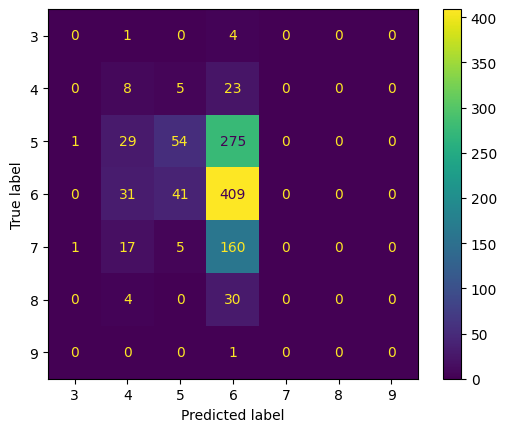 3 0 1 0 4 0 0 0
4 0 8 5 23 0 0 0
5 1 29 54 275 0 0 0
6 0 31 41 409 0 0 0
7 1 17 5 160 0 0 0
8 0 4 0 30 0 0 0
9 0 0 0 1 0 0 0
3 4 5 6 7 8 9
Predicted label
True label
400
350
300
250
200
150
100
50
0